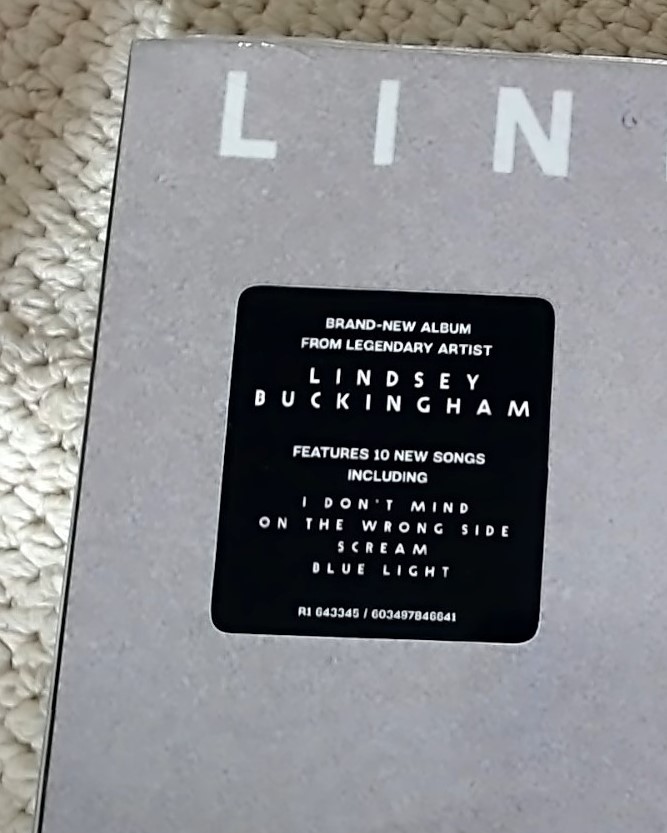 LIN
BRAND-NEW ALBUM
FROM LEGENDARY ARTIST
LINDSEY
BUCKINGHAM
FEATURES 10 NEW SONGS
INCLUDING
I DON'T MIND
ON THE WRONG SIDE
SCREAM
BLUE LIGHT
R1 643345 / 603497846641